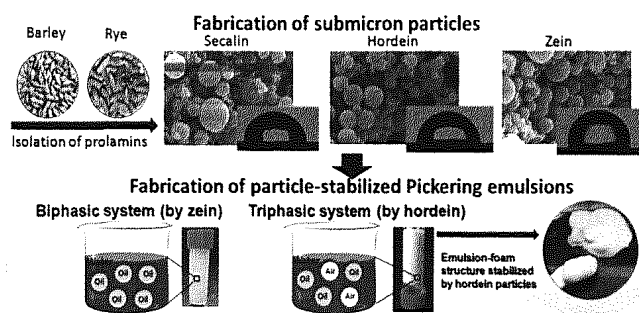 Fabrication of submicron particles
Barley Rye Secalin Hordein Zein
Isolation of prolamins
Fabrication of particle-stabilized Pickering emulsions
Biphasic system (by zein) Triphasic system (by hordein)
Oil Oil Oil Oil Oil
Oil Air Oil Oil Air
Emulsion-foam
structure stabilized
by hordein particles